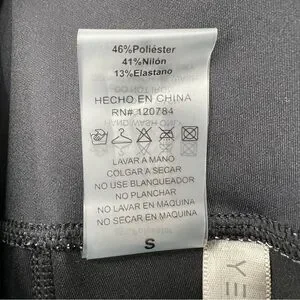 46%Poliéster
41%Nilón
13%Elastano
HECHO EN CHINA
RN# 120784
LAVAR A MANO
COLGAR A SECAR
NO USE BLANQUEADOR
NO PLANCHAR
NO LAVAR EN MAQUINA
NO SECAR EN MAQUINA
S
YE